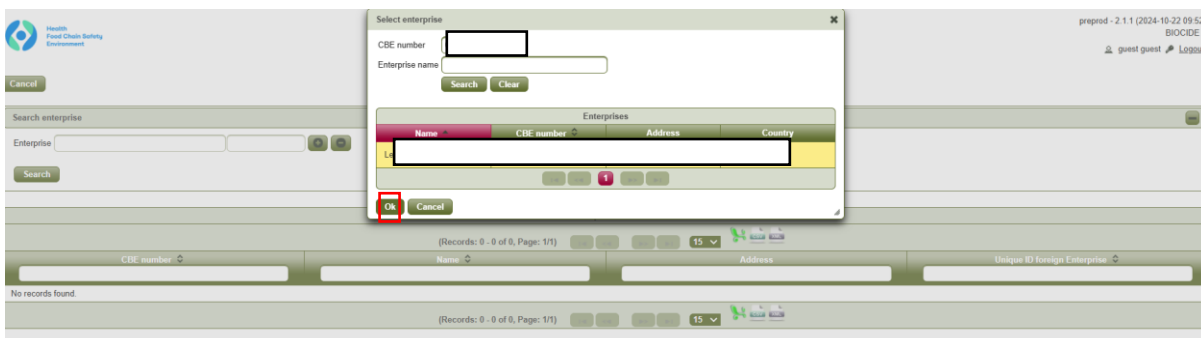 Health
Food Chain Safety
Environment
preprod - 2.1.1 (2024-10-22 09:52
BIOCIDE
guest guest Logou
Cancel
Select enterprise
CBE number
Enterprise name
Search Clear
Enterprises
Name CBE number Address Country
Le
1
Ok Cancel
Search enterprise
Enterprise
Search
(Records: 0 - 0 of 0, Page: 1/1) 15
CBE number Name Address Unique ID foreign Enterprise
No records found.
(Records: 0 - 0 of 0, Page: 1/1) 15